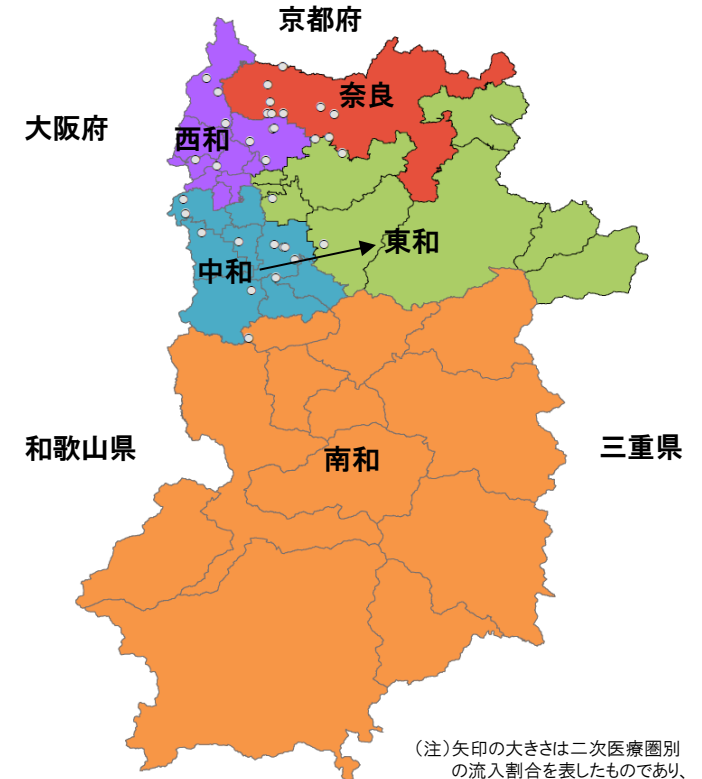 京都府
奈良
大阪府
西和
東和
中和
和歌山県
三重県
南和
（注）矢印の大きさは二次医療圏別
の流入割合を表したものであり、